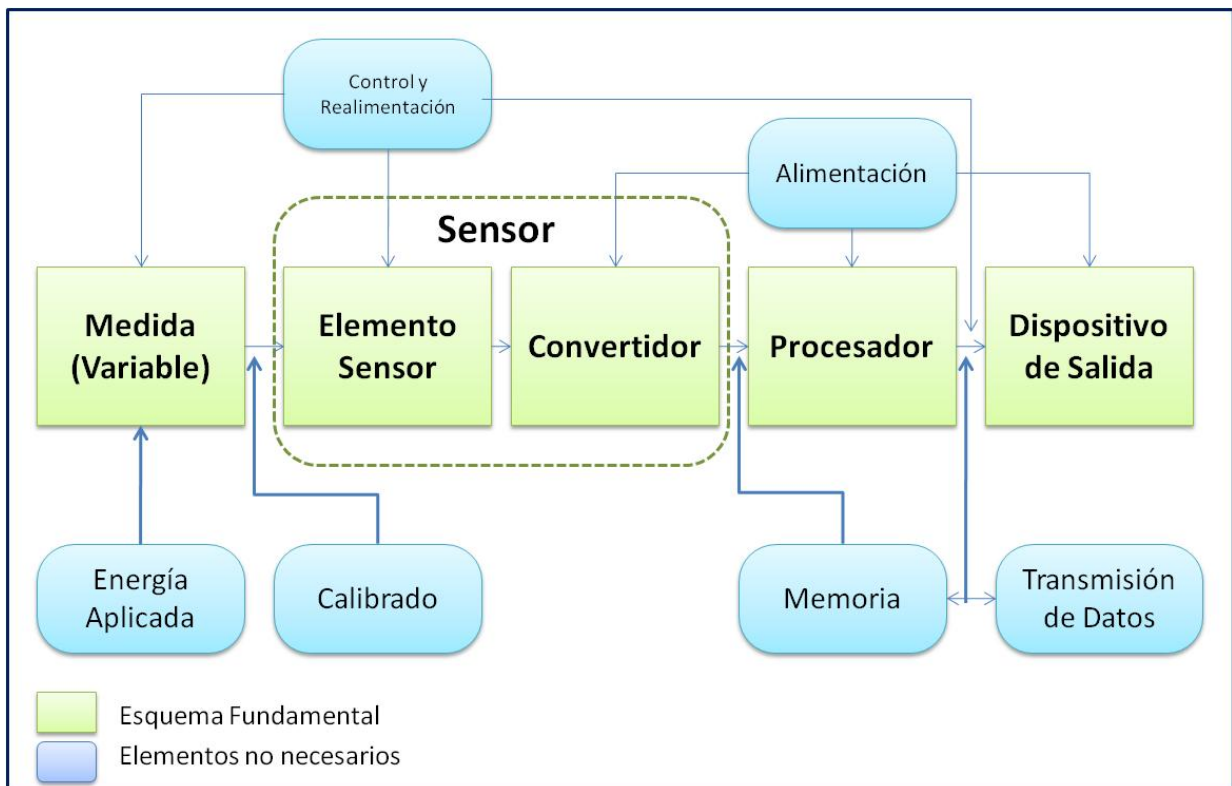 Control y
Realimentación
Alimentación
Sensor
Medida
(Variable)
Elemento
Sensor
Convertidor
Procesador
Dispositivo
de Salida
Energía
Aplicada
Calibrado
Memoria
Transmisión
de Datos
Esquema Fundamental
Elementos no necesarios